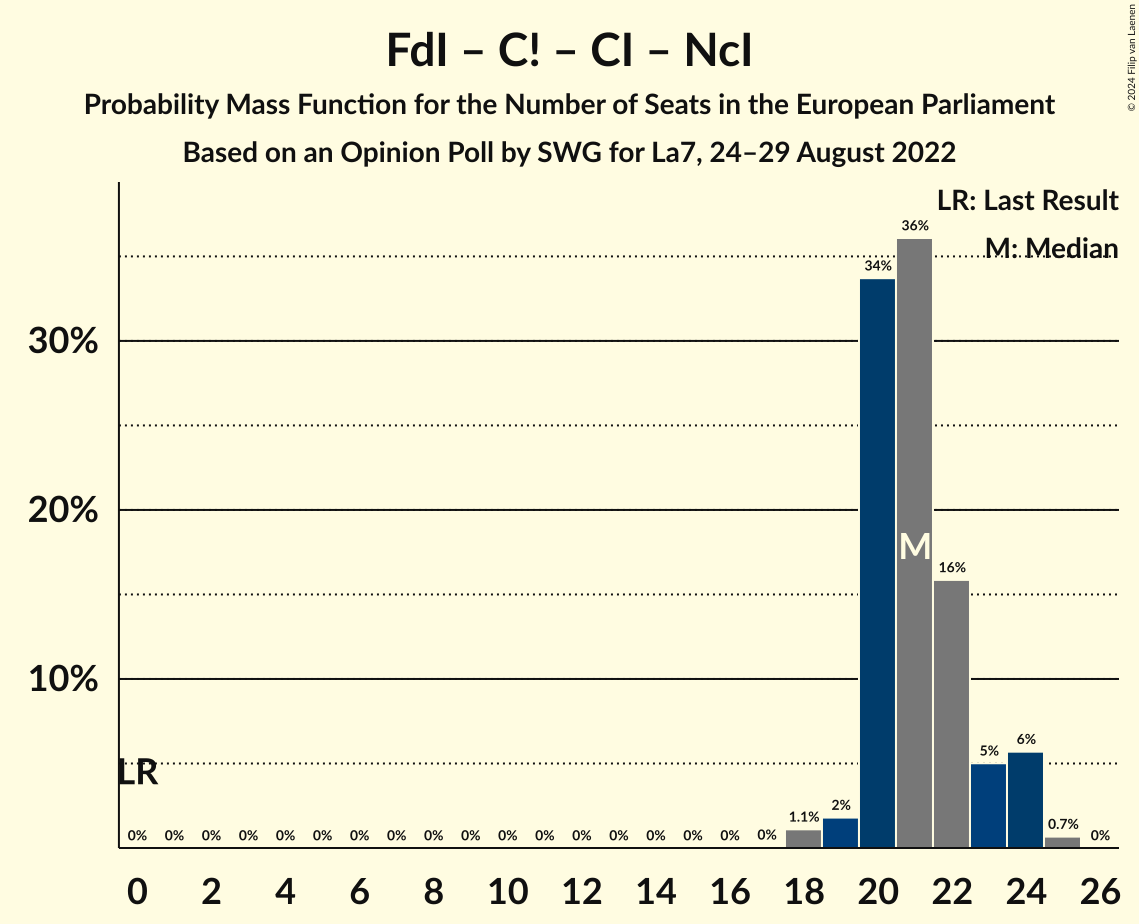 FdI – C! – CI – NcI
Probability Mass Function for the Number of Seats in the European Parliament
Based on an Opinion Poll by SWG for La7, 24–29 August 2022
© 2024 Filip van Laenen
LR: Last Result
M: Median
30%
20%
10%
LR
M
0% 0% 0% 0% 0% 0% 0% 0% 0% 0% 0% 0% 0% 0% 0% 0% 0% 0% 1.1% 2% 34% 36% 16% 5% 6% 0.7% 0%
0 2 4 6 8 10 12 14 16 18 20 22 24 26